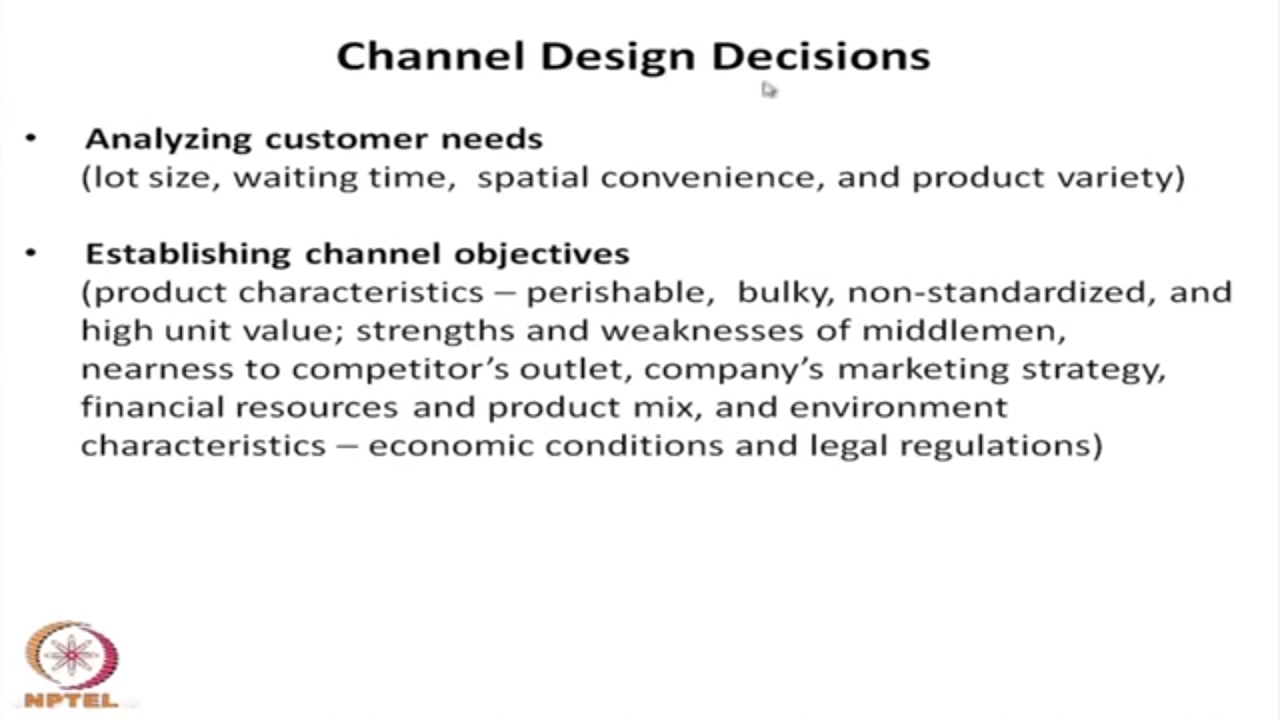 Channel Design Decisions
• Analyzing customer needs
(lot size, waiting time,  spatial convenience, and product variety)
• Establishing channel objectives
(product characteristics – perishable,  bulky, non-standardized, and
high unit value; strengths and weaknesses of middlemen,
nearness to competitor’s outlet, company’s marketing strategy,
financial resources and product mix, and environment
characteristics – economic conditions and legal regulations)
NPTEL